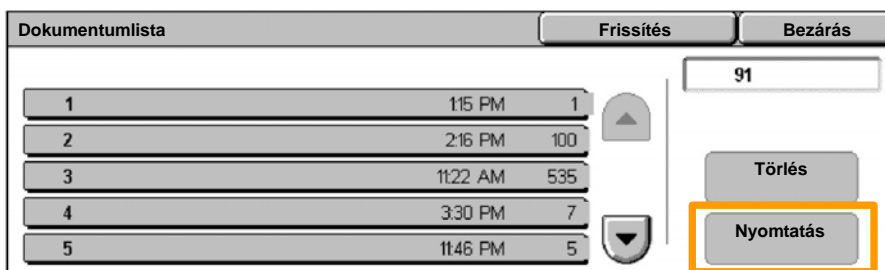 Dokumentumlista Frissítés Bezárás
91
1 1:15 PM 1
2 2:16 PM 100
3 11:22 AM 535
4 3:30 PM 7
5 11:46 PM 5
Törlés
Nyomtatás